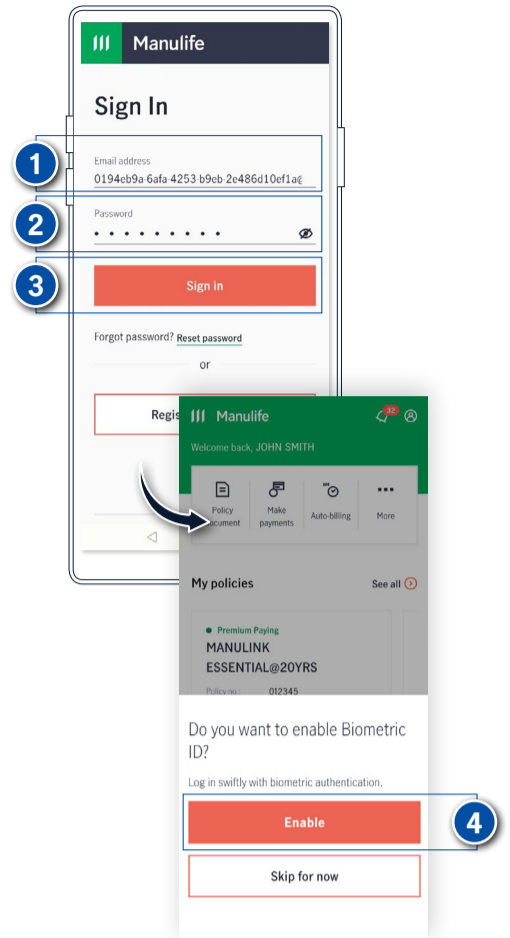 Manulife
Sign In
1
Email address
0194eb9a-6afa-4253-b9eb-2e486d10ef1a
2
Password
3
Sign in
Forgot password? Reset password
or
Regis
Manulife
32
Welcome back, JOHN SMITH
Policy Make Auto-billing More
ocument payments
My policies See all
Premium Paying
MANULINK
ESSENTIAL@20YRS
Policy no.: 012345
Do you want to enable Biometric
ID?
Log in swiftly with biometric authentication.
Enable
4
Skip for now